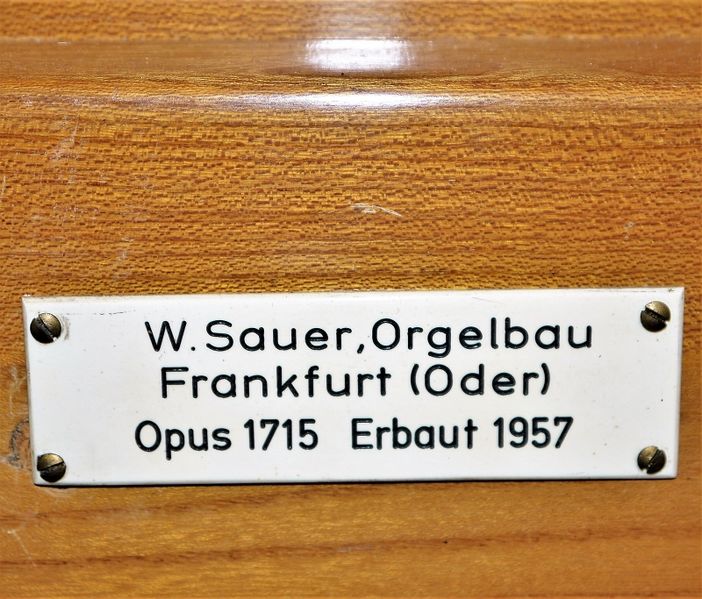 W. Sauer, Orgelbau
Frankfurt (Oder)
Opus 1715 Erbaut 1957